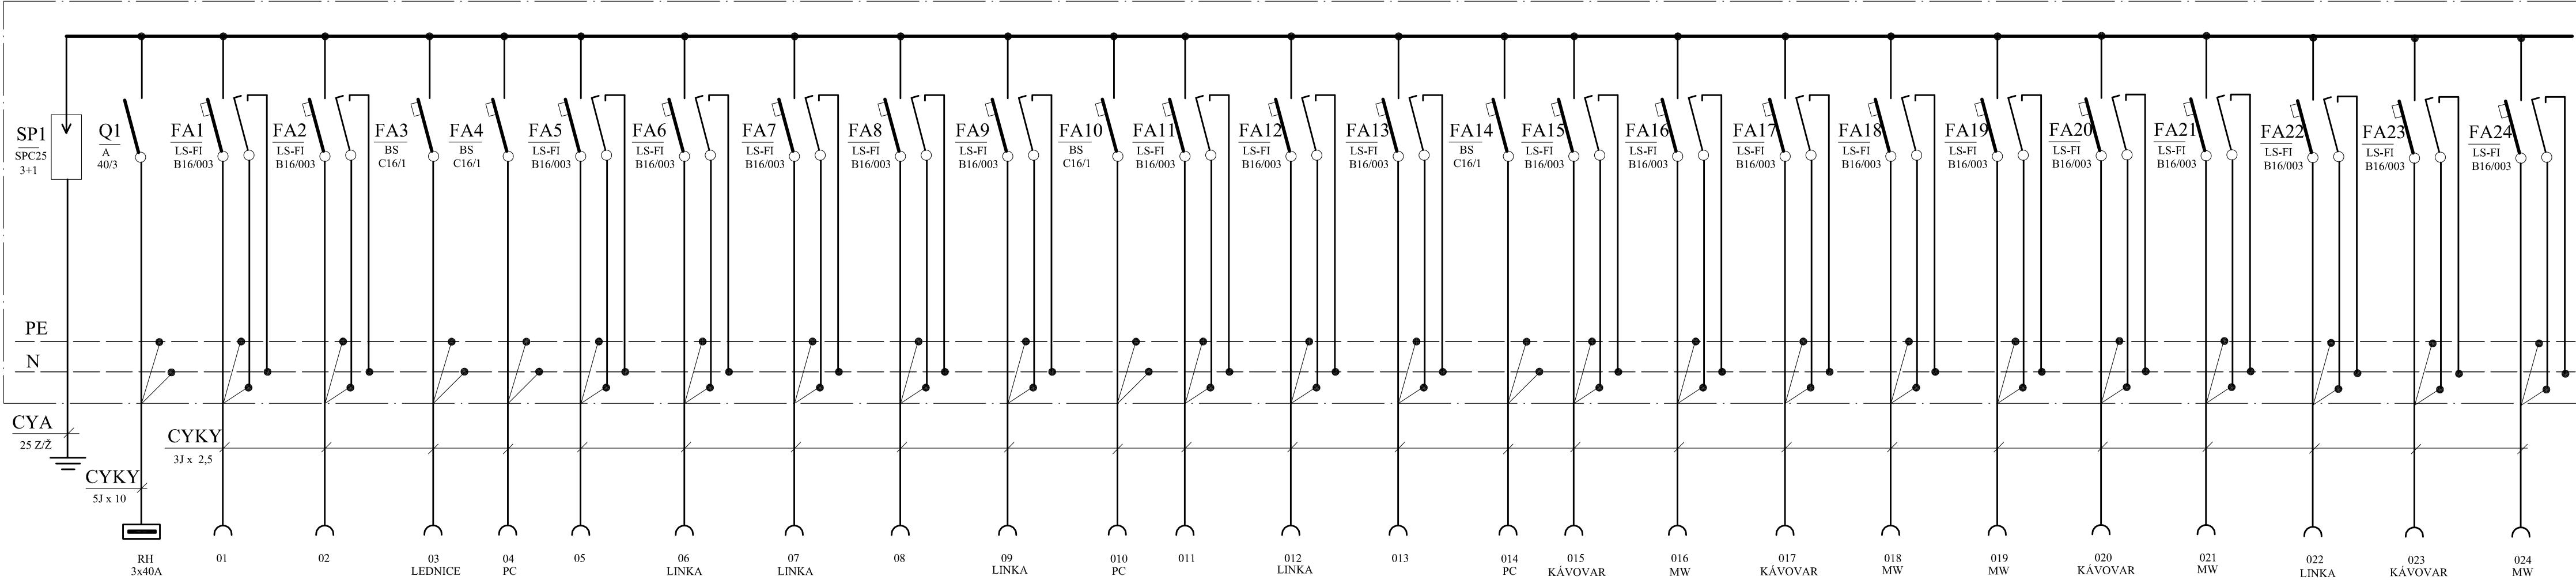 SP1
SPC25
3+1
Q1
A
40/3
FA1
LS-FI
B16/003
FA2
LS-FI
B16/003
FA3
BS
C16/1
FA4
BS
C16/1
FA5
LS-FI
B16/003
FA6
LS-FI
B16/003
FA7
LS-FI
B16/003
FA8
LS-FI
B16/003
FA9
LS-FI
B16/003
FA10
BS
C16/1
FA11
LS-FI
B16/003
FA12
LS-FI
B16/003
FA13
LS-FI
B16/003
FA14
BS
C16/1
FA15
LS-FI
B16/003
FA16
LS-FI
B16/003
FA17
LS-FI
B16/003
FA18
LS-FI
B16/003
FA19
LS-FI
B16/003
FA20
LS-FI
B16/003
FA21
LS-FI
B16/003
FA22
LS-FI
B16/003
FA23
LS-FI
B16/003
FA24
LS-FI
B16/003
PE
N
CYA
25 Z/Ž
CYKY
3J x 2,5
CYKY
5J x 10
RH
3x40A
01
02
03
LEDNICE
04
PC
05
06
LINKA
07
LINKA
08
09
LINKA
010
PC
011
012
LINKA
013
014
PC
015
KÁVOVAR
016
MW
017
KÁVOVAR
018
MW
019
MW
020
KÁVOVAR
021
MW
022
LINKA
023
KÁVOVAR
024
MW